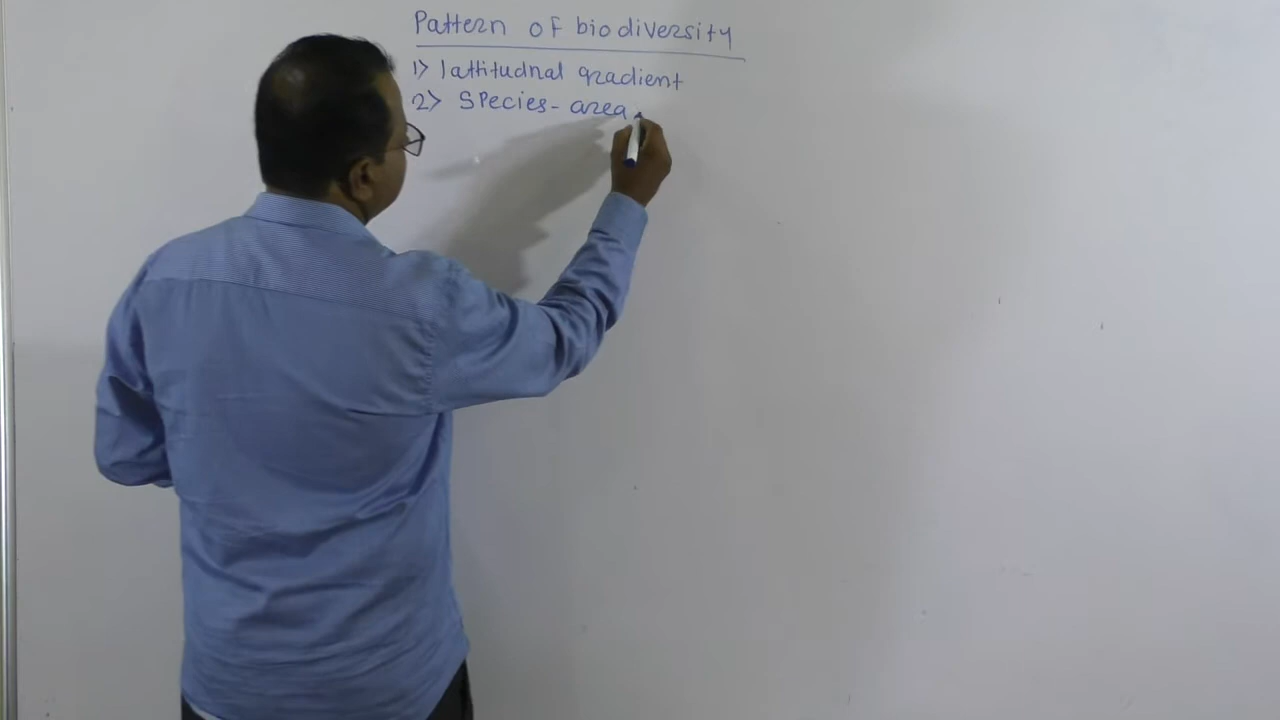 Pattern of biodiversity
1> lattitudnal gradient
2> Species- area